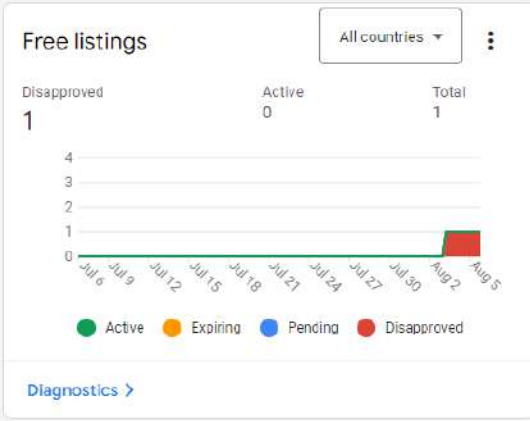 Free listings
All countries
Disapproved Active Total
1 0 1
4
3
2
1
0
Jul 6 Jul 9 Jul 12 Jul 15 Jul 18 Jul 21 Jul 24 Jul 27 Jul 30 Aug 2 Aug 5
Active Expiring Pending Disapproved
Diagnostics